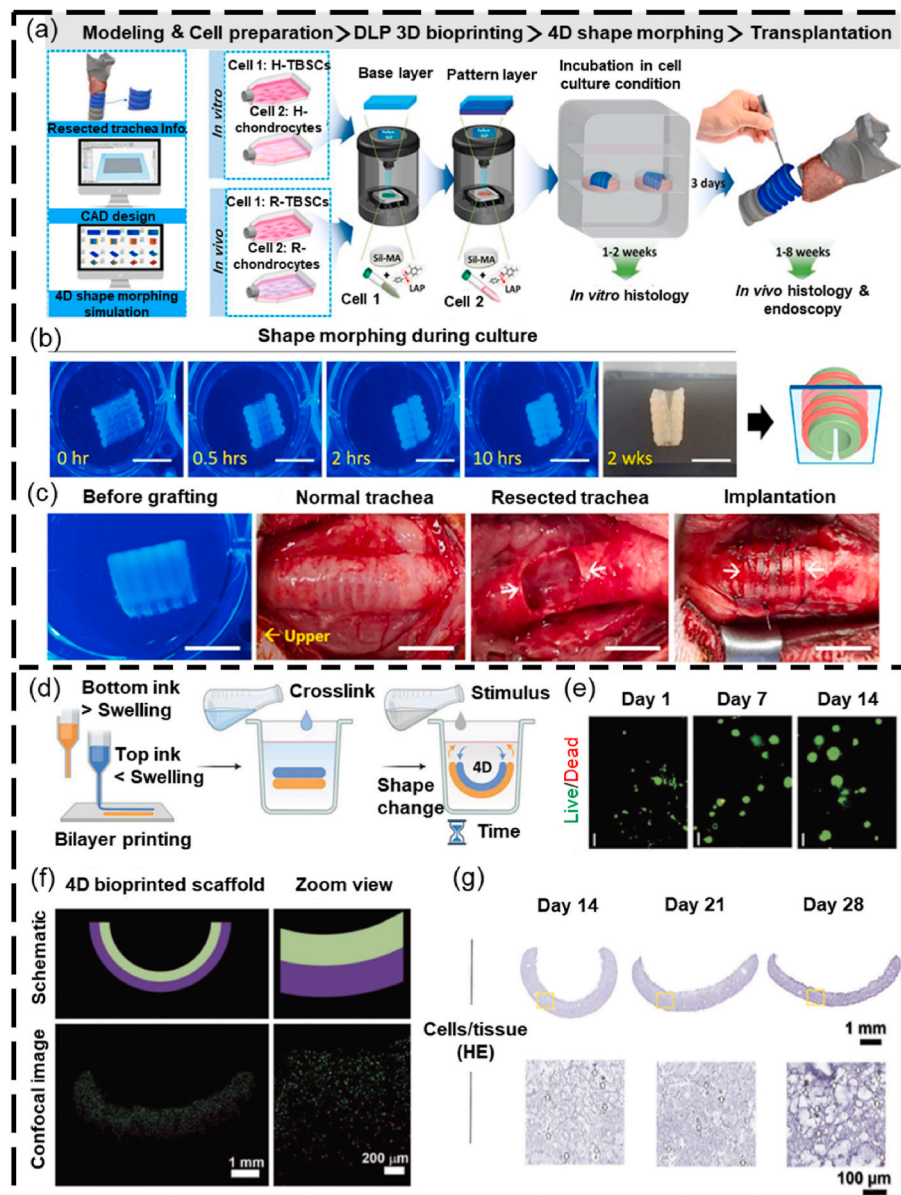 (a)
Modeling & Cell preparation > DLP 3D bioprinting > 4D shape morphing > Transplantation
Resected trachea Info.
CAD design
4D shape morphing
simulation
In vitro
Cell 1: H-TBSCs
Cell 2: H-
chondrocytes
In vivo
Cell 1: R-TBSCs
Cell 2: R-
chondrocytes
Base layer
Pattern layer
Sil-MA
+
LAP
Cell 1
Sil-MA
+
LAP
Cell 2
Incubation in cell
culture condition
3 days
1-2 weeks
In vitro histology
1-8 weeks
In vivo histology &
endoscopy
(b)
Shape morphing during culture
0 hr
0.5 hrs
2 hrs
10 hrs
2 wks
(c)
Before grafting
Normal trachea
Resected trachea
Implantation
← Upper
(d)
Bottom ink
> Swelling
Top ink
< Swelling
Bilayer printing
Crosslink
Stimulus
4D
Shape
change
Time
(e)
Day 1
Day 7
Day 14
Live/Dead
(f)
4D bioprinted scaffold
Zoom view
Schematic
Confocal image
1 mm
200 μm
(g)
Day 14
Day 21
Day 28
Cells/tissue
(HE)
1 mm
100 μm